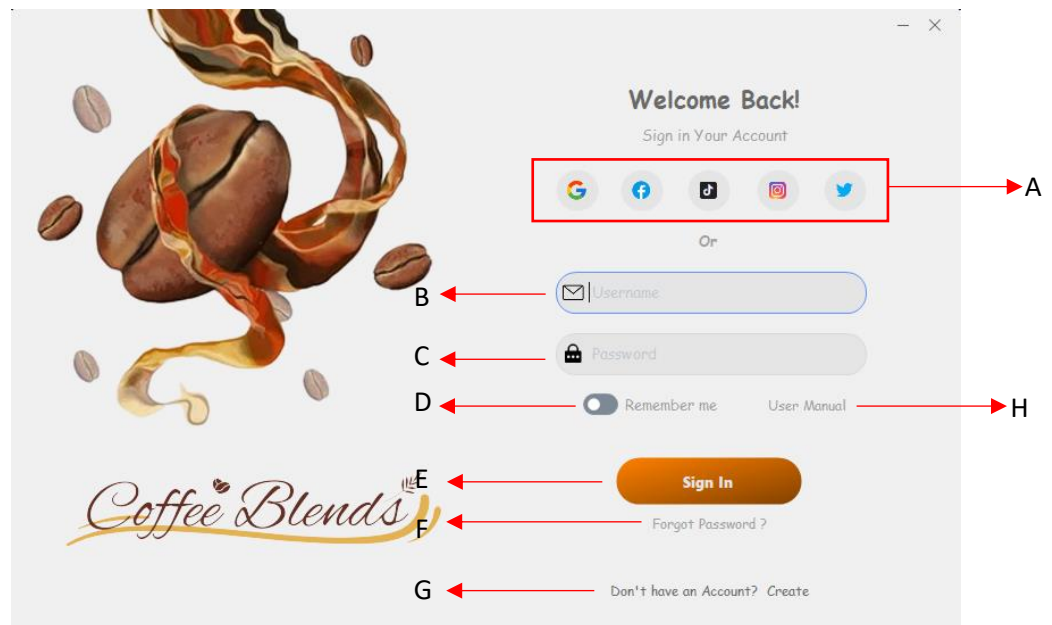 Welcome Back!
Sign in Your Account
A
Or
B
Username
C
Password
D
Remember me
User Manual
H
E
Sign In
Coffee Blends
F
Forgot Password ?
G
Don't have an Account? Create